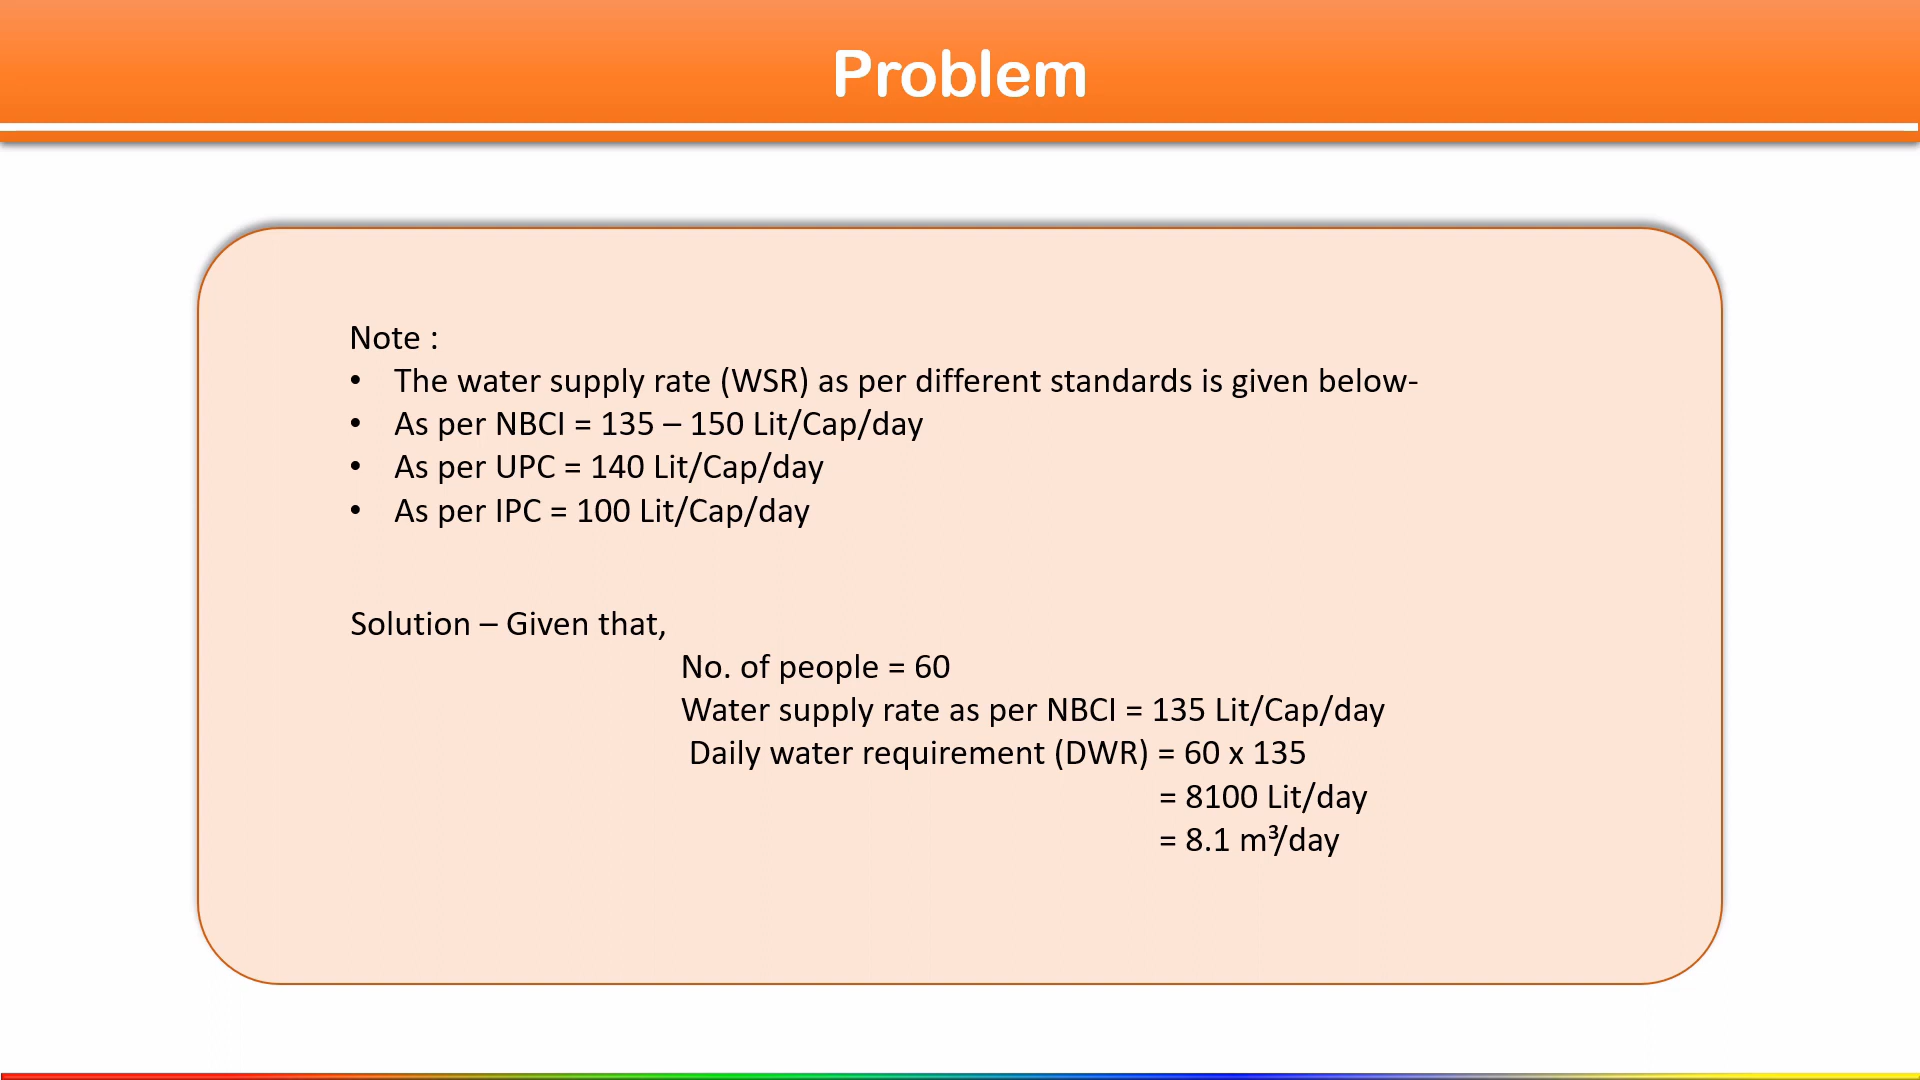 Problem
Note :
• The water supply rate (WSR) as per different standards is given below-
• As per NBCI = 135 – 150 Lit/Cap/day
• As per UPC = 140 Lit/Cap/day
• As per IPC = 100 Lit/Cap/day
Solution – Given that,
No. of people = 60
Water supply rate as per NBCI = 135 Lit/Cap/day
Daily water requirement (DWR) = 60 x 135
= 8100 Lit/day
= 8.1 m³/day